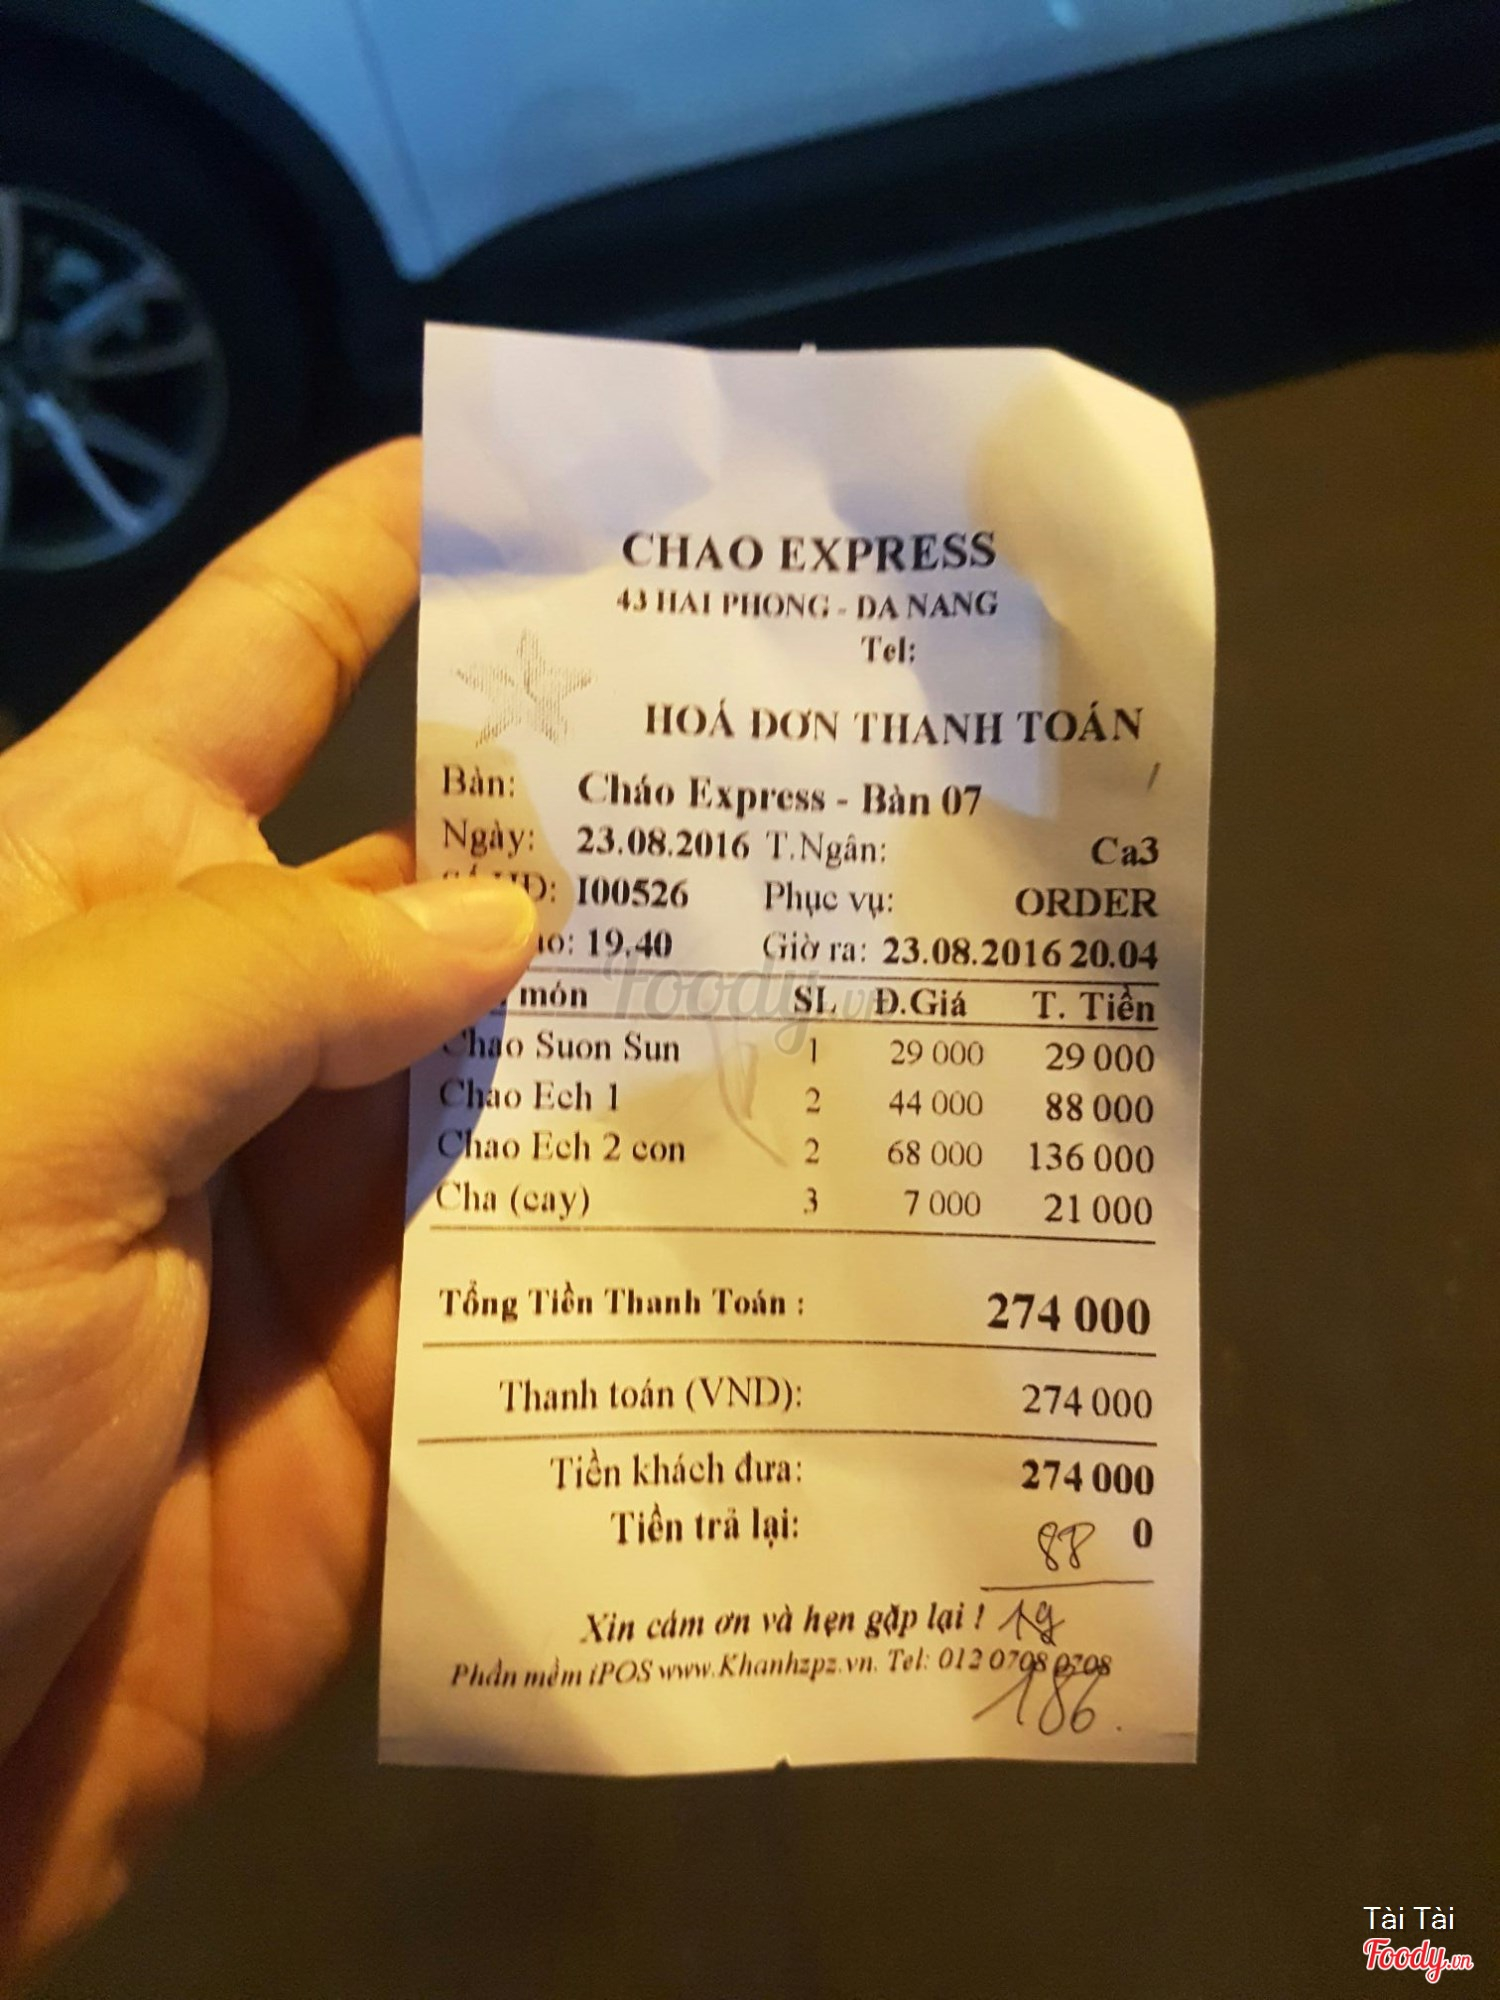 CHAO EXPRESS
43 HAI PHONG - DA NANG
Tel:
HOÁ ĐƠN THANH TOÁN
Bàn: Cháo Express - Bàn 07
Ngày: 23.08.2016 T.Ngân: Ca3
HĐ: I00526 Phục vụ: ORDER
19.40 Giờ ra: 23.08.2016 20.04
món SL Đ.Giá T. Tiền
Chao Suon Sun 1 29 000 29 000
Chao Ech 1 2 44 000 88 000
Chao Ech 2 con 2 68 000 136 000
Cha (cay) 3 7 000 21 000
Tổng Tiền Thanh Toán : 274 000
Thanh toán (VND): 274 000
Tiền khách đưa: 274 000
Tiền trả lại: 0
88
Xin cám ơn và hẹn gặp lại !
Phần mềm iPOS www.Khanhzpz.vn. Tel: 012 0708 0708
186.
Foody.vn
Tài Tài
Foody.vn